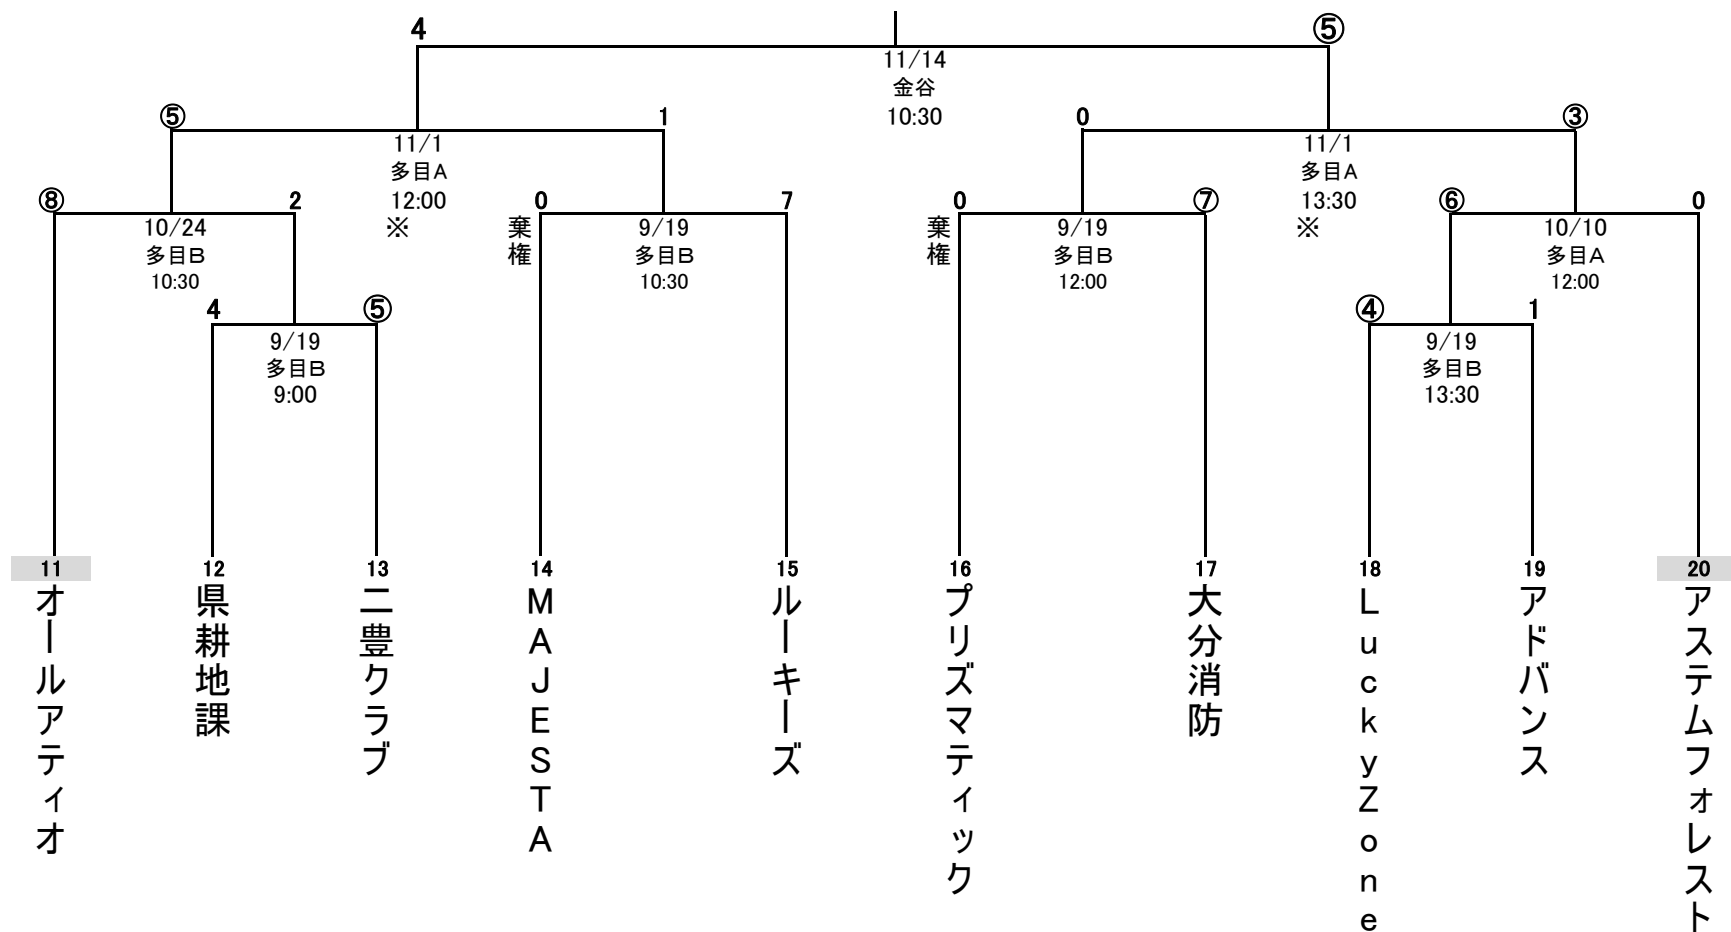 4 ⑤
11/14
金谷
10:30
⑤ 1 0 ③
11/1
多目A
12:00
※
11/1
多目A
13:30
※
⑧ 2 0 7 0 ⑦ ⑥ 0
棄権
棄権
10/24
多目B
10:30
9/19
多目B
10:30
9/19
多目B
12:00
10/10
多目A
12:00
4 ⑤ ④ 1
9/19
多目B
9:00
9/19
多目B
13:30
11 12 13 14 15 16 17 18 19 20
オールアティオ
県耕地課
二豊クラブ
MAJESTA
ルーキーズ
プリズマティック
大分消防
LuckyZone
アドバンス
アステムフォレスト